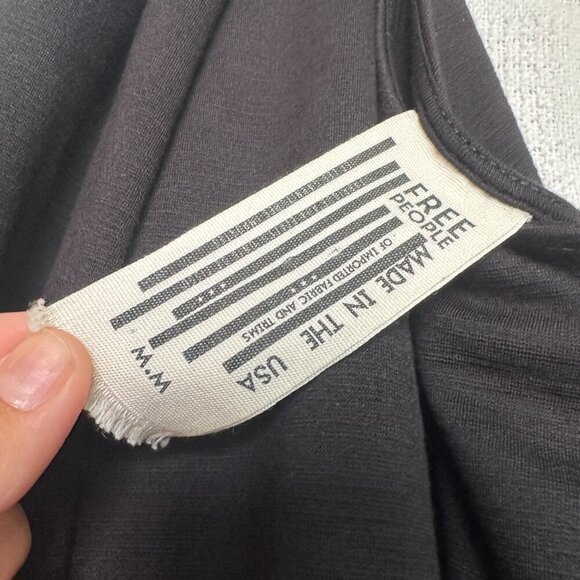 FREE
PEOPLE
MADE IN THE USA
OF IMPORTED FABRIC AND TRIMS
W.W